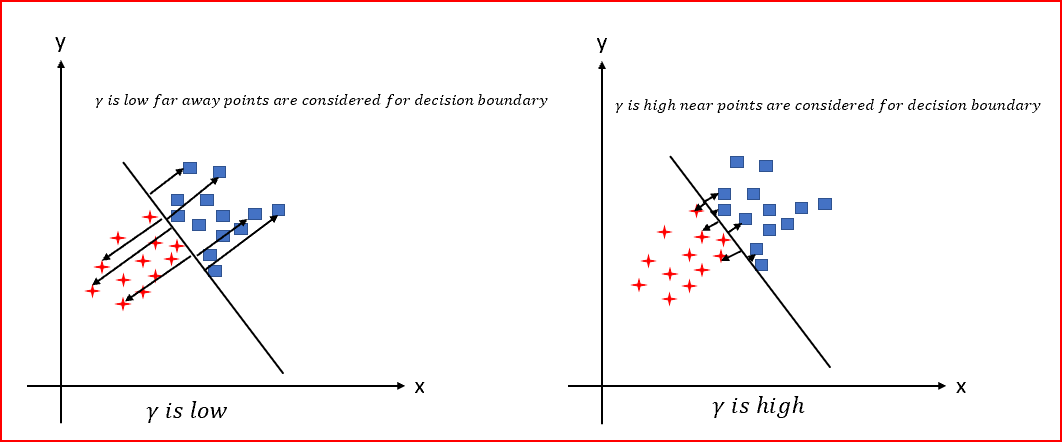 y
γ is low far away points are considered for decision boundary
x
γ is low
y
γ is high near points are considered for decision boundary
x
γ is high